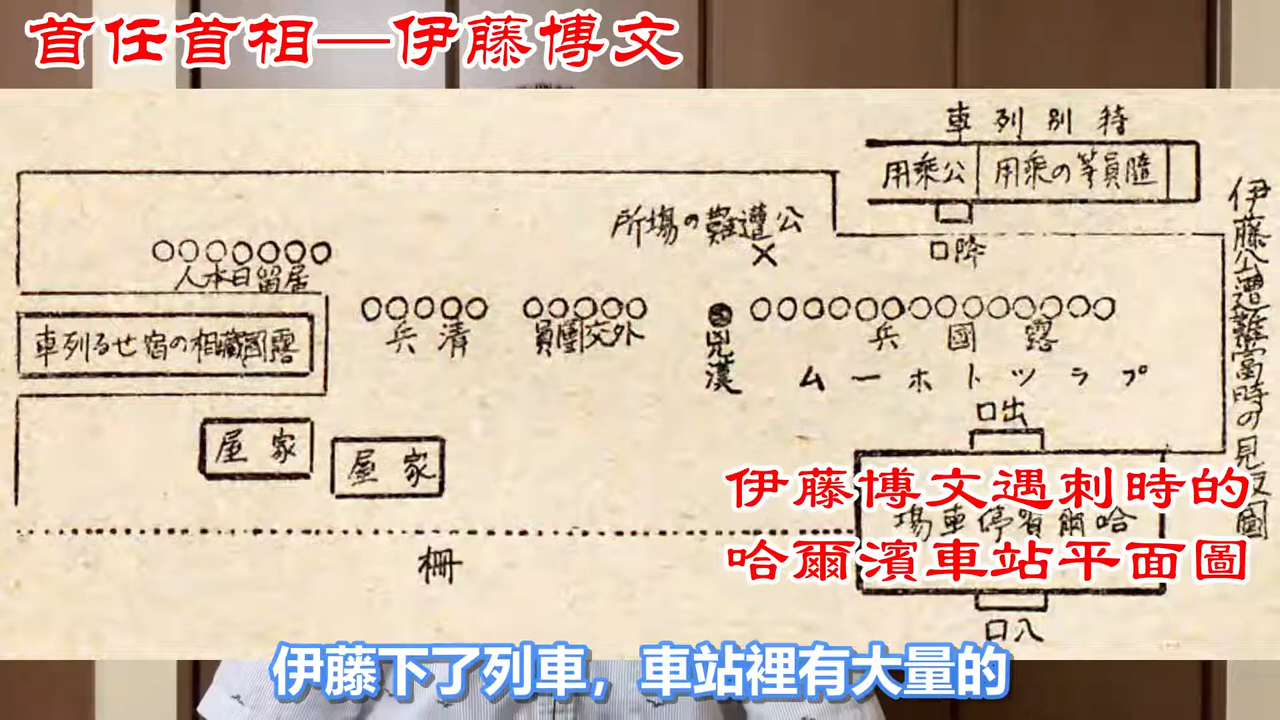 首任首相—伊藤博文
特別列車
隨員等の乘用
公乘用
降口
伊藤公遭難當時の見取圖
公遭難の場所
居留日本人
露國藏相の宿せる列車
清兵
外交團員
兇漢
露國兵
プラツトホーム
出口
家屋
家屋
哈爾賓停車場
柵
入口
伊藤博文遇刺時的
哈爾濱車站平面圖
伊藤下了列車，車站裡有大量的